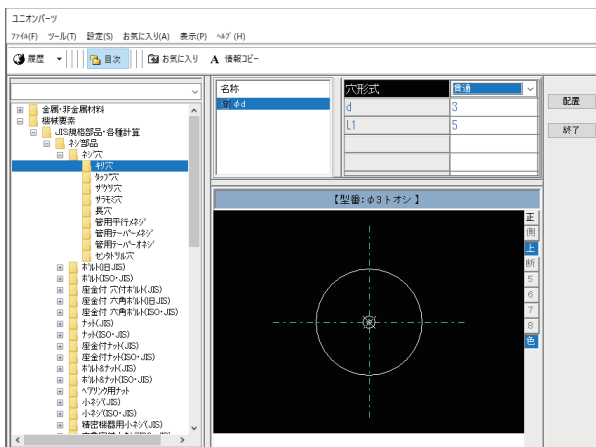 ユニオンパーツ
ファイル(F) ツール(T) 設定(S) お気に入り(A) 表示(P) ヘルプ(H)
履歴 目次 お気に入り A 情報コピー
名称
φd
穴形式 貫通
d 3
L1 5
配置
終了
金属・非金属材料
機械要素
JIS規格部品・各種計算
ネジ部品
ネジ穴
キリ穴
タップ穴
ザグリ穴
サラモミ穴
長穴
管用平行メネジ
管用テーパーメネジ
管用テーパーオネジ
センタドリル穴
ボルト(旧JIS)
ボルト(ISO・JIS)
座金付 穴付ボルト(JIS)
座金付 六角ボルト(旧JIS)
座金付 六角ボルト(ISO・JIS)
ナット(JIS)
ナット(ISO・JIS)
座金付ナット(JIS)
座金付ナット(ISO・JIS)
ボルト&ナット(JIS)
ボルト&ナット(ISO・JIS)
ベアリング用ナット
小ネジ(JIS)
小ネジ(ISO・JIS)
精密機器用小ネジ(JIS)
【型番:φ3トオシ】
正
側
上
断
5
6
7
8
色